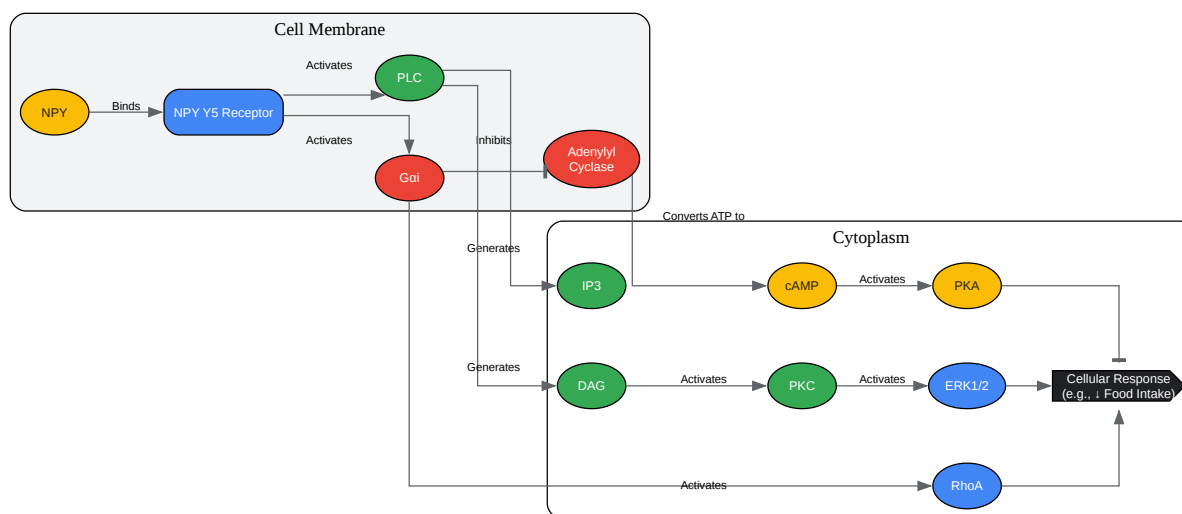 Cell Membrane
Activates
PLC
NPY
Binds
NPY Y5 Receptor
Activates
Inhibits
Adenylyl
Cyclase
Gαi
Converts ATP to
Cytoplasm
Generates
IP3
cAMP
Activates
PKA
Generates
DAG
Activates
PKC
Activates
ERK1/2
Cellular Response
(e.g., ↓ Food Intake)
Activates
RhoA